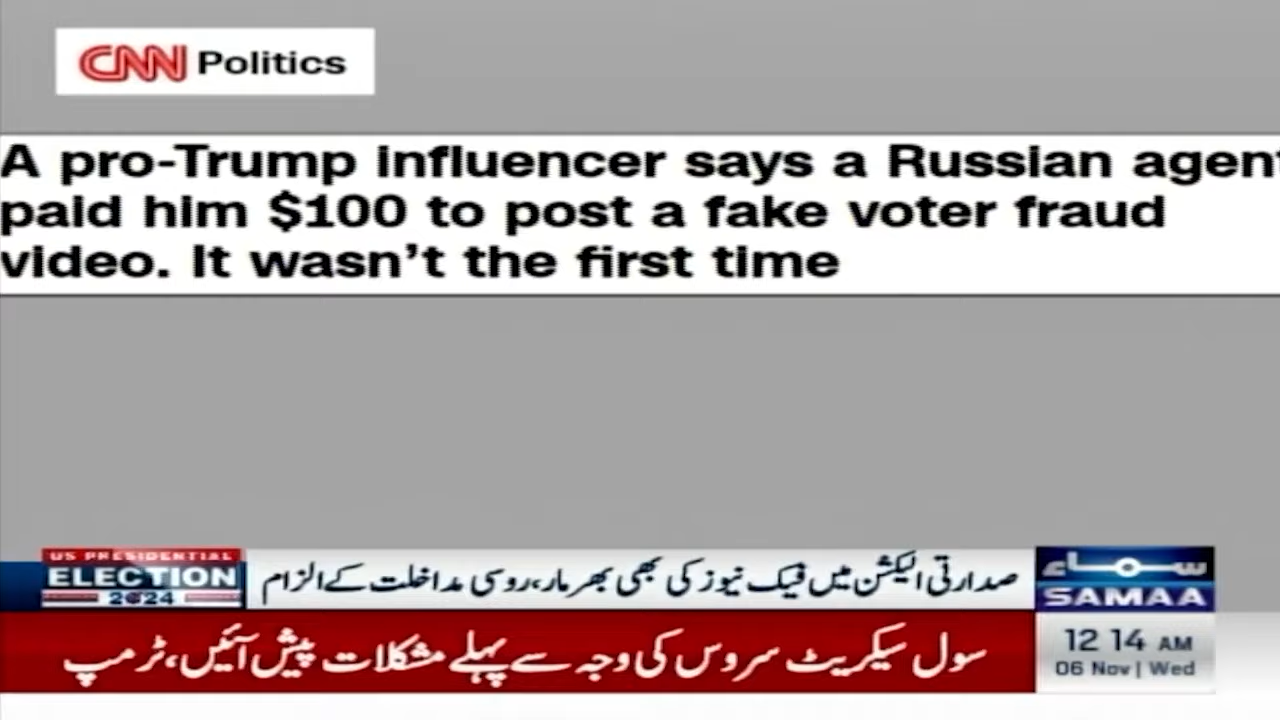 CNN Politics
A pro-Trump influencer says a Russian agent
paid him $100 to post a fake voter fraud
video. It wasn't the first time
US PRESIDENTIAL
ELECTION
2024
صدارتی الیکشن میں فیک نیوز کی بھی بھرمار، روسی مداخلت کے الزام
سماء
SAMAA
سول سیکریٹ سروس کی وجہ سے پہلے مشکلات پیش آئیں، ٹرمپ
12 14 AM
06 Nov | Wed